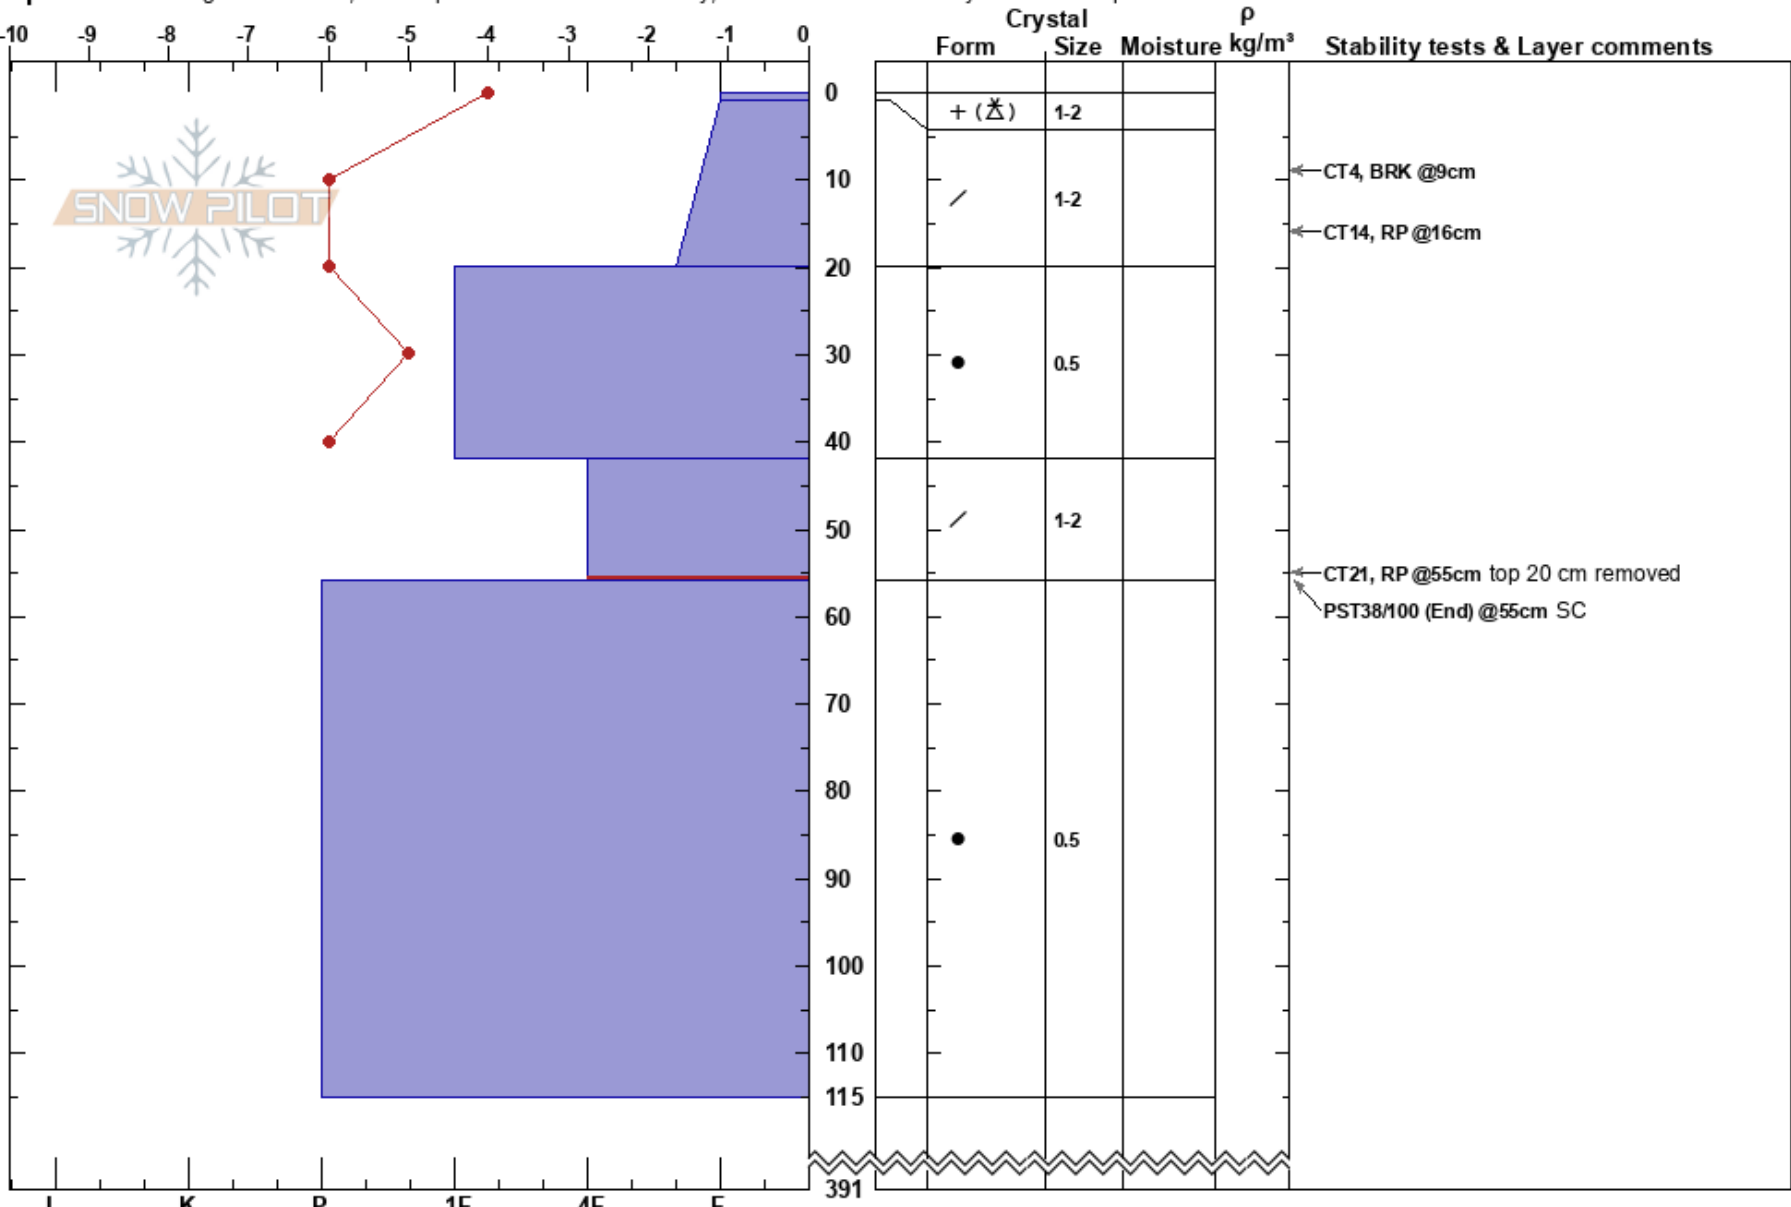 Crystal ρ
-10 -9 -8 -7 -6 -5 -4 -3 -2 -1 0 Form Size Moisture kg/m³ Stability tests & Layer comments
0
+ ( ) 1-2
SNOW PILOT
10 CT4, BRK @9cm
1-2
CT14, RP @16cm
20
30 0.5
40
50 1-2
CT21, RP @55cm top 20 cm removed
60 PST38/100 (End) @55cm SC
70
80
0.5
90
100
110
115
391
I K P 1F 4F F